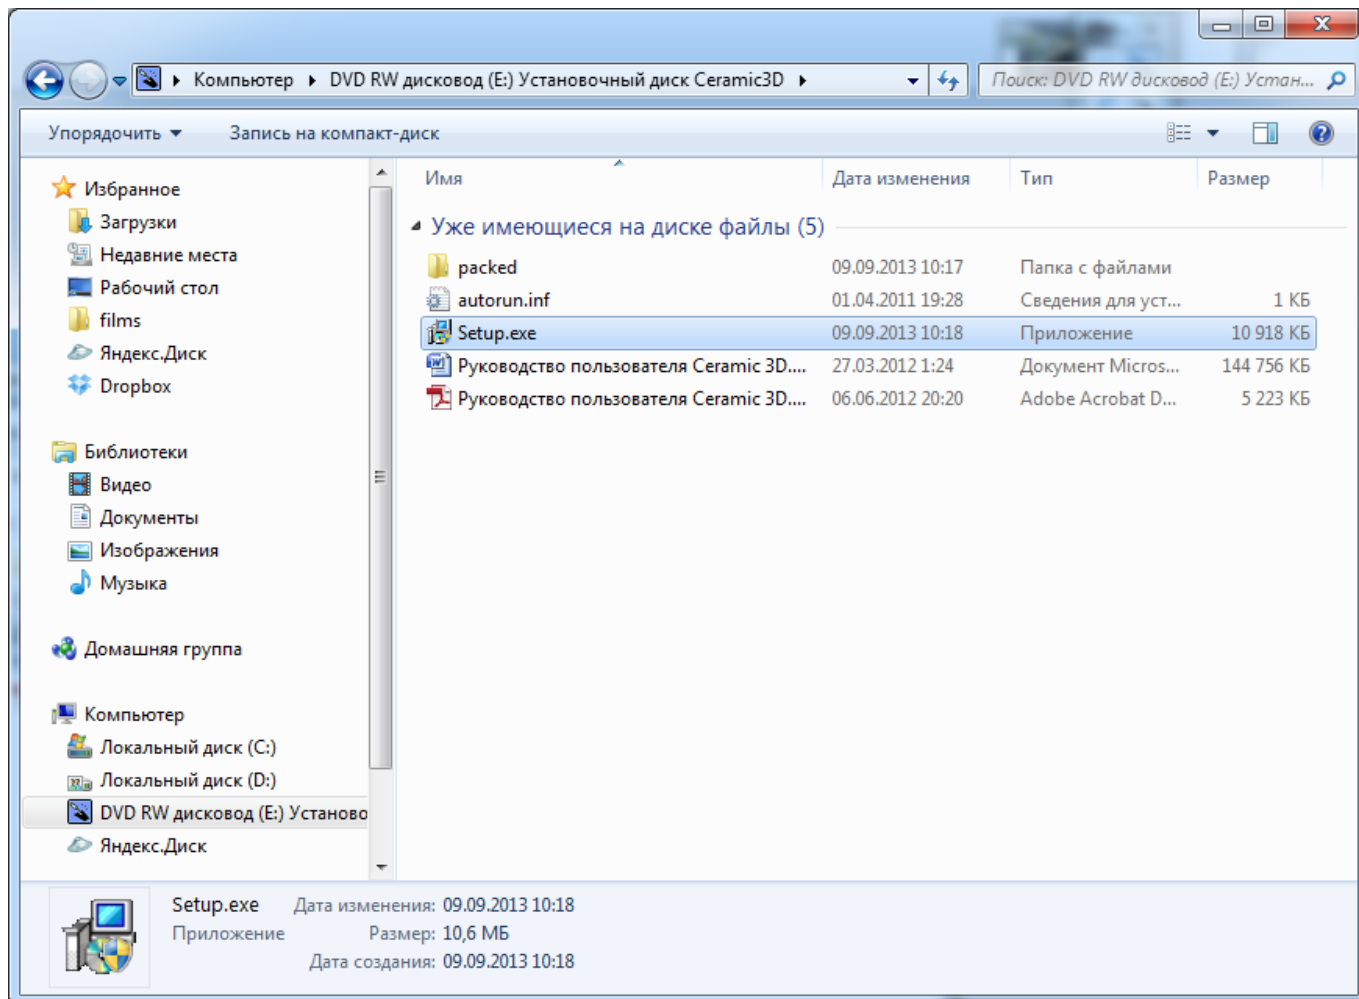 Компьютер DVD RW дисковод (E:) Установочный диск Ceramic3D
Поиск: DVD RW дисковод (E:) Устан...
Упорядочить Запись на компакт-диск
Избранное
Загрузки
Недавние места
Рабочий стол
films
Яндекс.Диск
Dropbox
Библиотеки
Видео
Документы
Изображения
Музыка
Домашняя группа
Компьютер
Локальный диск (C:)
Локальный диск (D:)
DVD RW дисковод (E:) Установо
Яндекс.Диск
Имя Дата изменения Тип Размер
Уже имеющиеся на диске файлы (5)
packed 09.09.2013 10:17 Папка с файлами
autorun.inf 01.04.2011 19:28 Сведения для уст... 1 КБ
Setup.exe 09.09.2013 10:18 Приложение 10 918 КБ
Руководство пользователя Ceramic 3D.... 27.03.2012 1:24 Документ Micros... 144 756 КБ
Руководство пользователя Ceramic 3D.... 06.06.2012 20:20 Adobe Acrobat D... 5 223 КБ
Setup.exe Дата изменения: 09.09.2013 10:18
Приложение Размер: 10,6 МБ
Дата создания: 09.09.2013 10:18